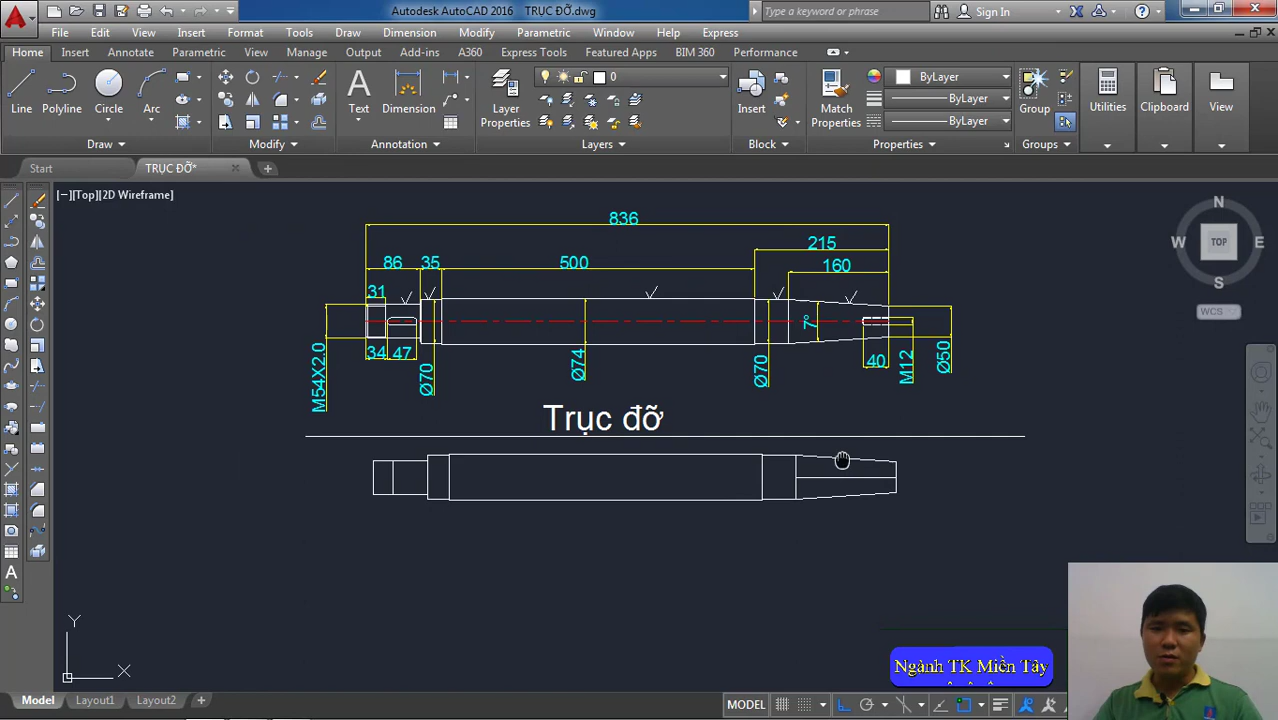 Autodesk AutoCAD 2016 TRỤC ĐỠ.dwg
Type a keyword or phrase
Sign In
File Edit View Insert Format Tools Draw Dimension Modify Parametric Window Help Express
Home Insert Annotate Parametric View Manage Output Add-ins A360 Express Tools Featured Apps BIM 360 Performance
Line Polyline Circle Arc
Text Dimension
Layer
Properties
0
Insert
Match
Properties
ByLayer
ByLayer
ByLayer
Group
Utilities
Clipboard
View
Draw Modify Annotation Layers Block Properties Groups
Start TRỤC ĐỠ*
[−][Top][2D Wireframe]
N
W TOP E
S
WCS
836
215
86 35 500 160
31
7°
34 47 40
M54X2.0
Ø70
Ø74
Ø70
M12
Ø50
Trục đỡ
Y
X
Ngành TK Miền Tây
Model Layout1 Layout2
MODEL